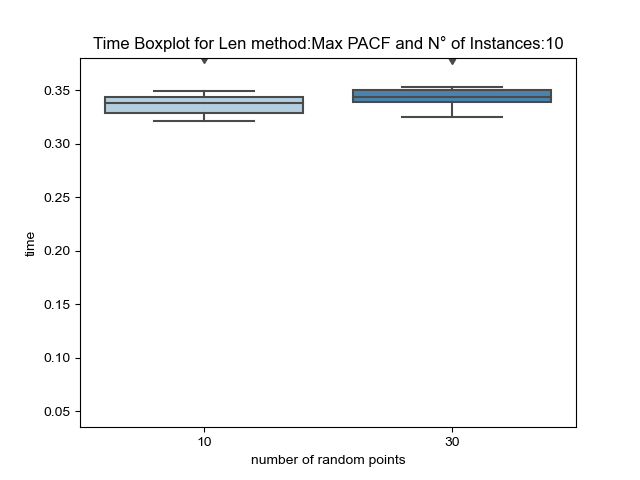 Time Boxplot for Len method:Max PACF and N° of Instances:10
0.35
0.30
0.25
0.20
0.15
0.10
0.05
time
10 30
number of random points